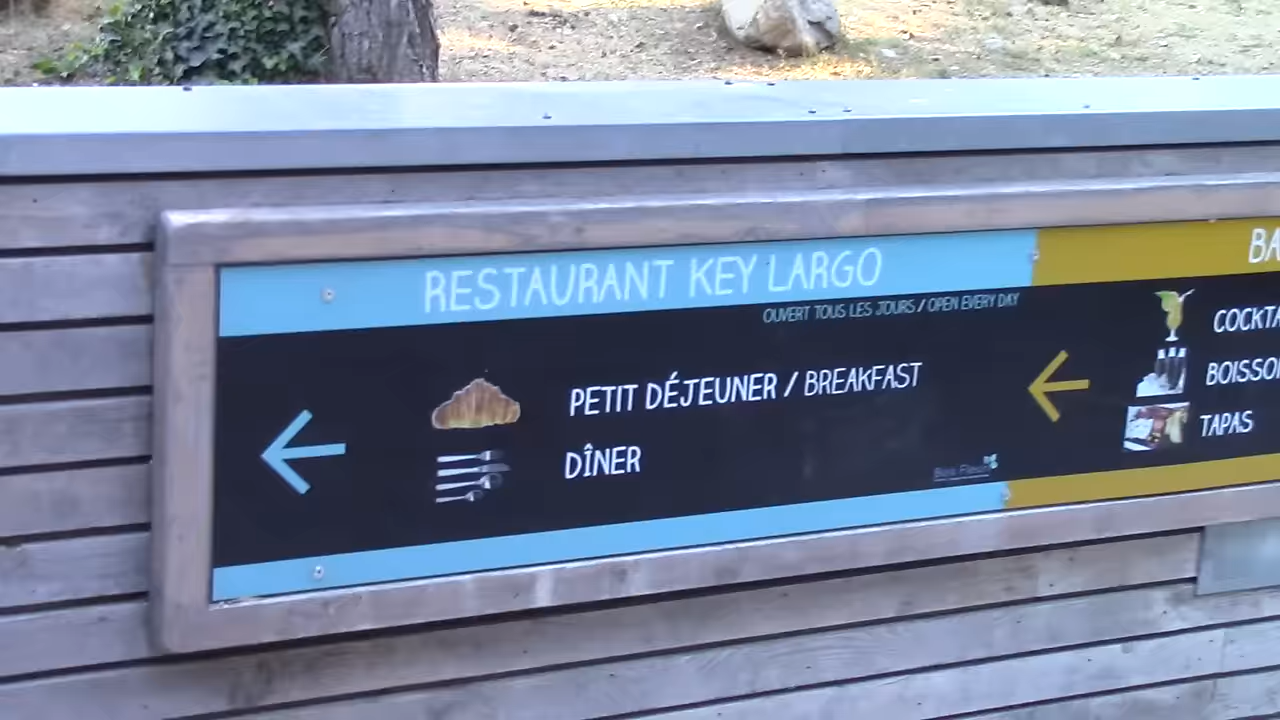 RESTAURANT KEY LARGO
OUVERT TOUS LES JOURS / OPEN EVERY DAY
PETIT DÉJEUNER / BREAKFAST
DÎNER
BA
COCKTA
BOISSO
TAPAS